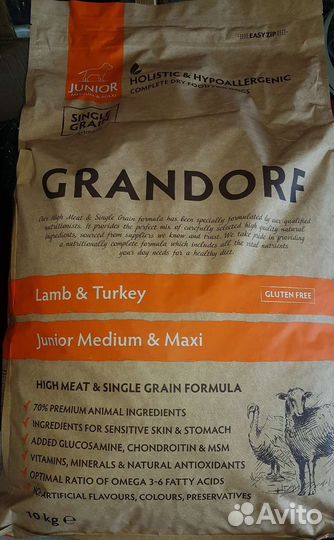 EASY ZIP
JUNIOR
MEDIUM & MAXI
HOLISTIC & HYPOALLERGENIC
COMPLETE DRY FOOD FOR DOGS
SINGLE
GRAIN
GRANDORF
Our High Meat & Single Grain formula has been specially formulated by our qualified
nutritionists. It provides the perfect mix of carefully selected high quality natural
ingredients, sourced from suppliers we know and trust. We take pride in providing
a nutritionally complete formula which includes all the vital nutrients
your dog needs for a healthy diet.
Lamb & Turkey
GLUTEN FREE
Junior Medium & Maxi
HIGH MEAT & SINGLE GRAIN FORMULA
70% PREMIUM ANIMAL INGREDIENTS
INGREDIENTS FOR SENSITIVE SKIN & STOMACH
ADDED GLUCOSAMINE, CHONDROITIN & MSM
VITAMINS, MINERALS & NATURAL ANTIOXIDANTS
OPTIMAL RATIO OF OMEGA 3-6 FATTY ACIDS
NO ARTIFICIAL FLAVOURS, COLOURS, PRESERVATIVES
10 kg e
Avito